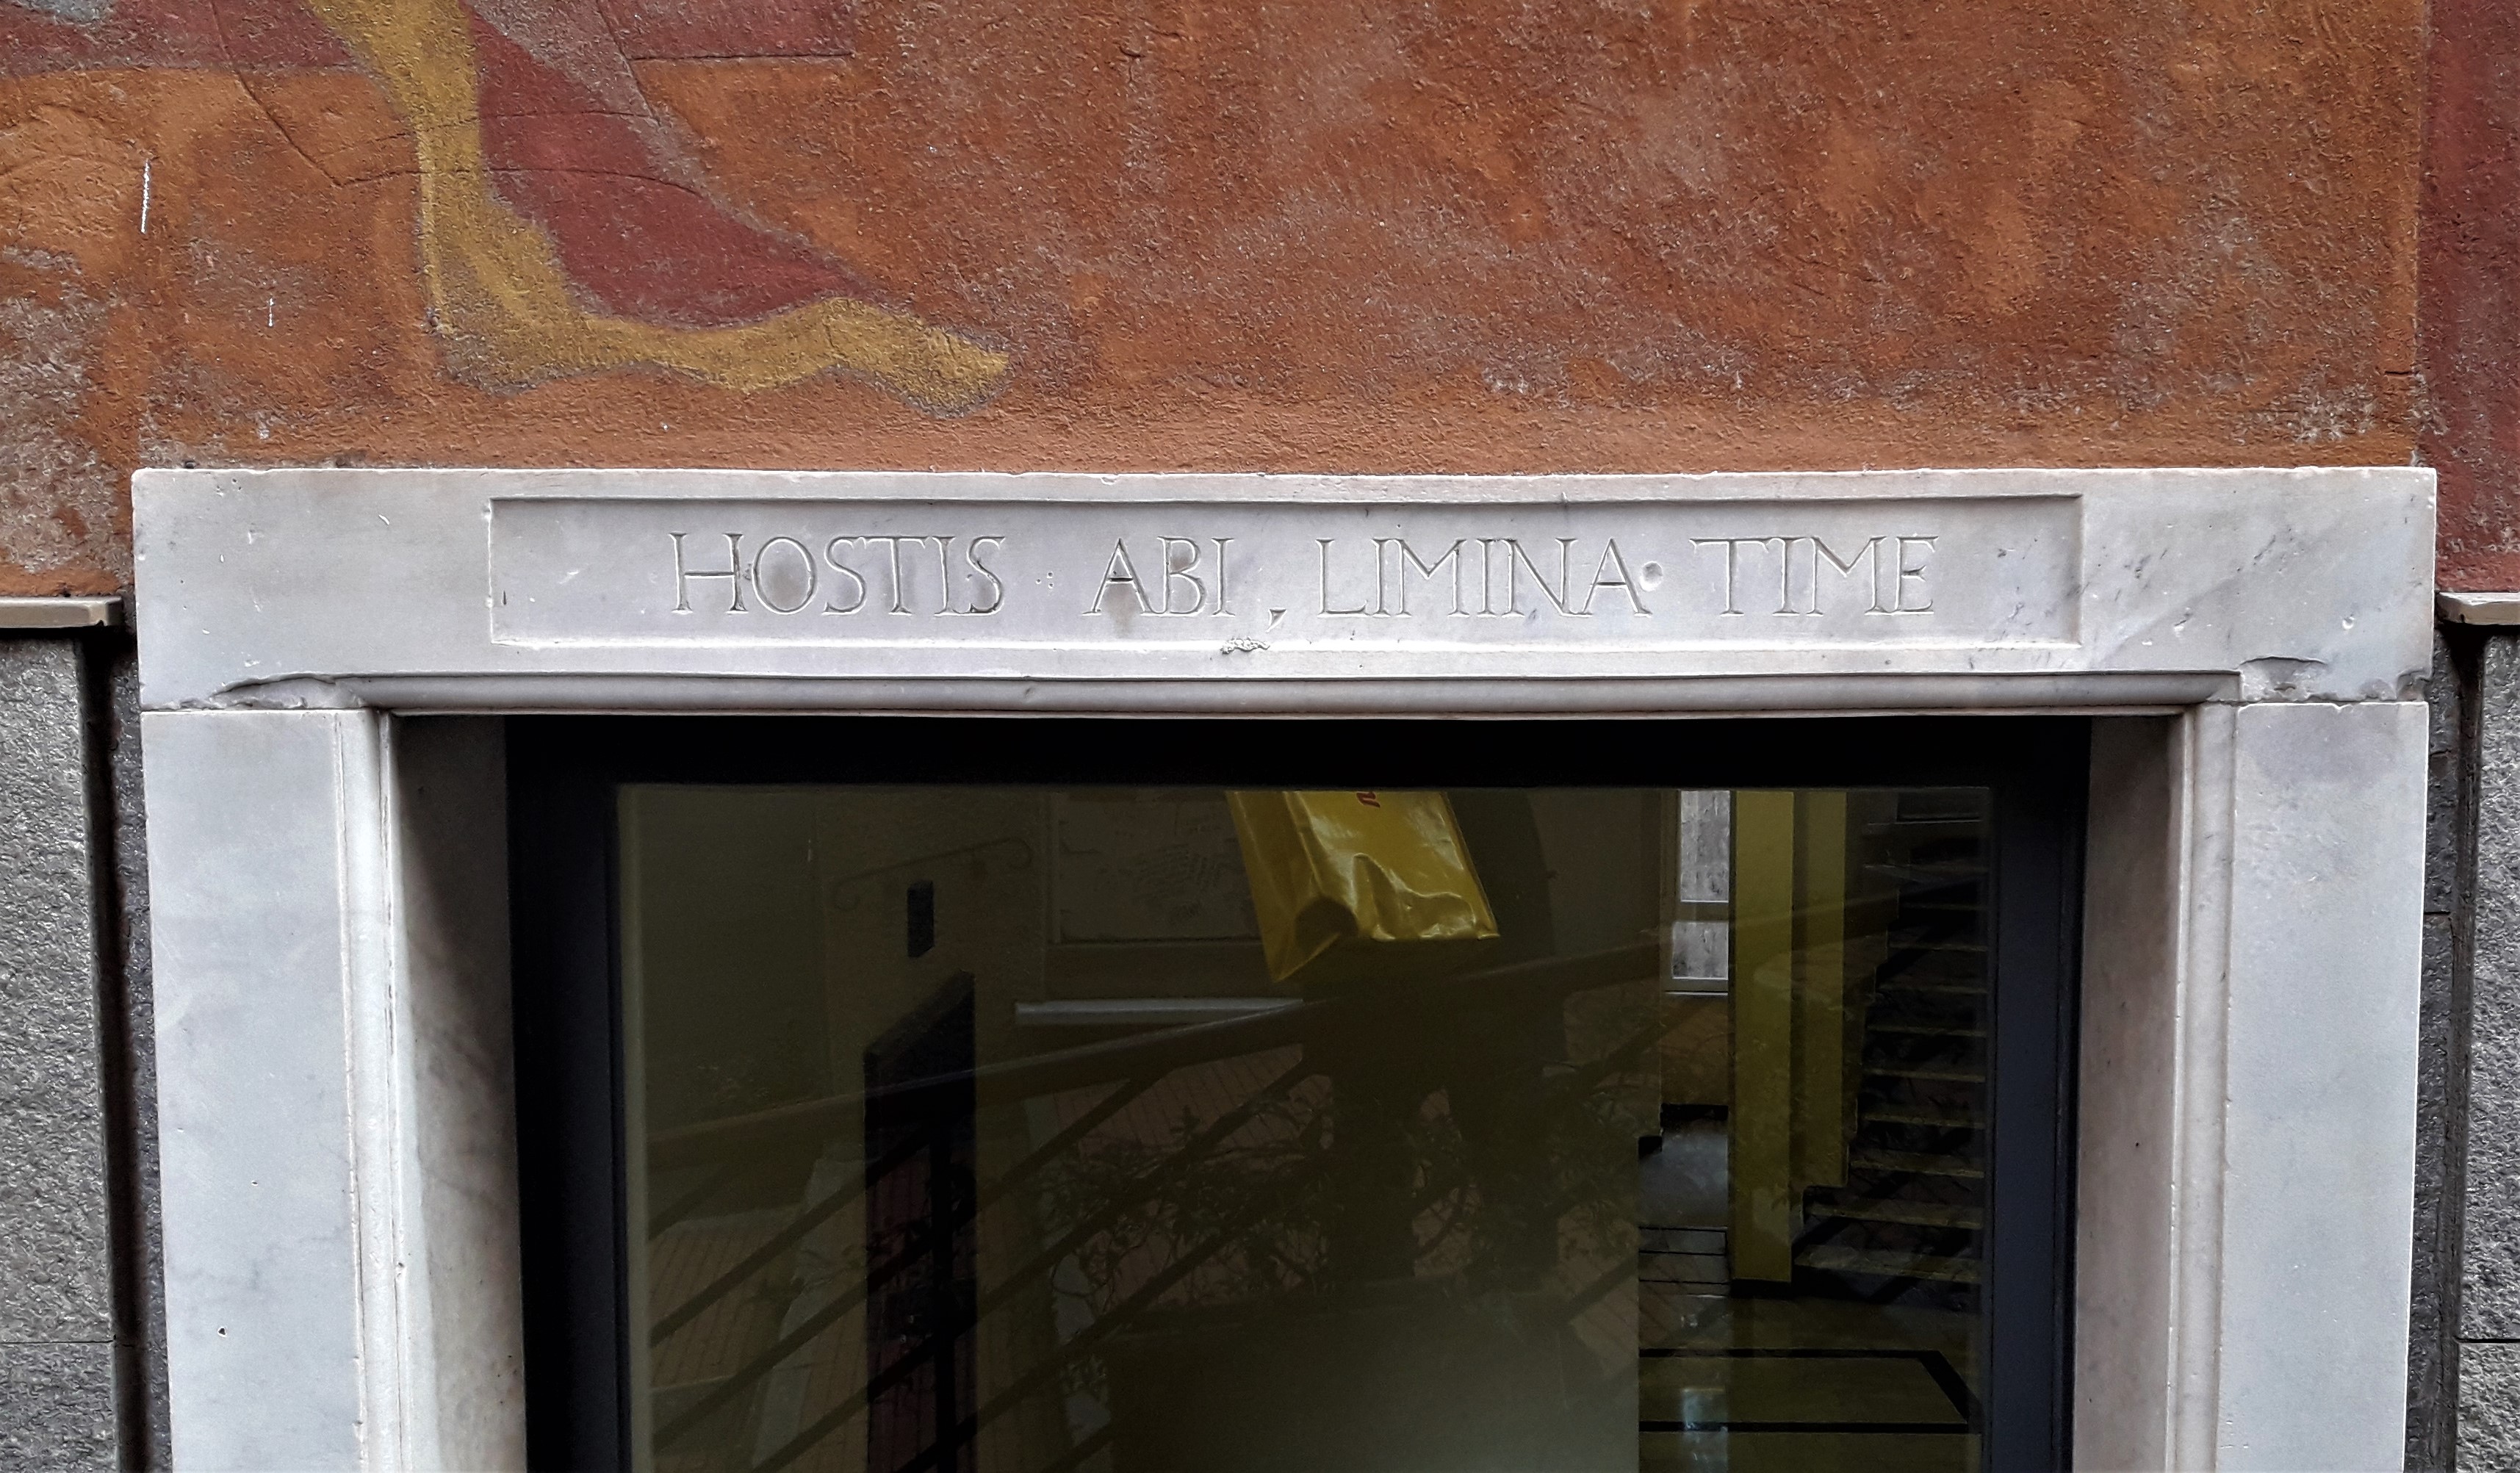 HOSTIS ABI, LIMINA · TIME